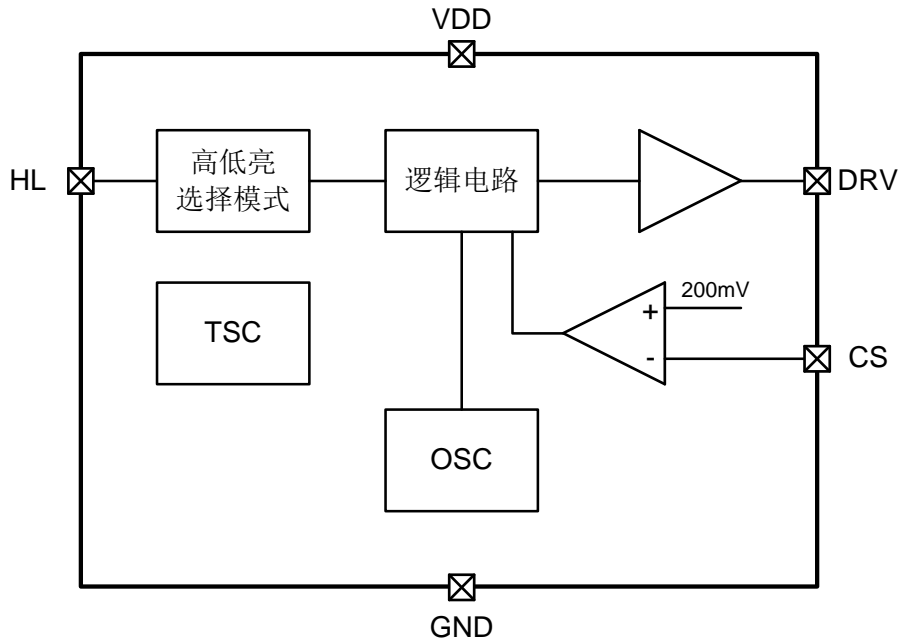 VDD
HL
高低亮
选择模式
逻辑电路
DRV
TSC
200mV
+
-
CS
OSC
GND